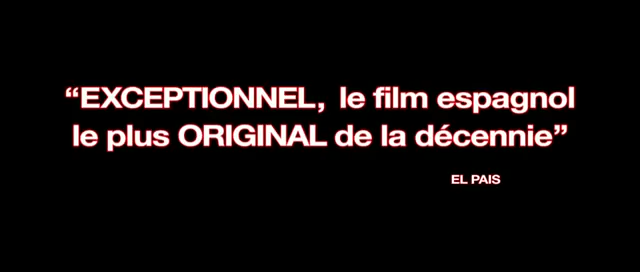 “EXCEPTIONNEL, le film espagnol
le plus ORIGINAL de la décennie”
EL PAIS